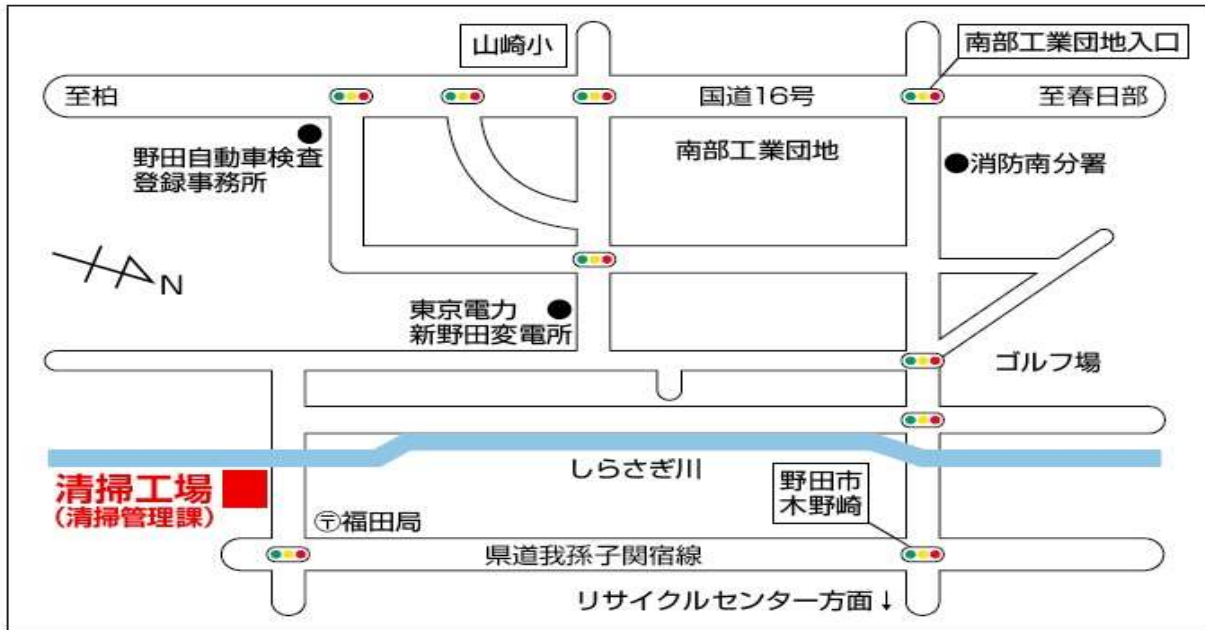 山崎小
南部工業団地入口
至柏
国道16号
至春日部
野田自動車検査
登録事務所
南部工業団地
消防南分署
N
東京電力
新野田変電所
ゴルフ場
しらさぎ川
清掃工場
(清掃管理課)
野田市
木野崎
〶福田局
県道我孫子関宿線
リサイクルセンター方面↓